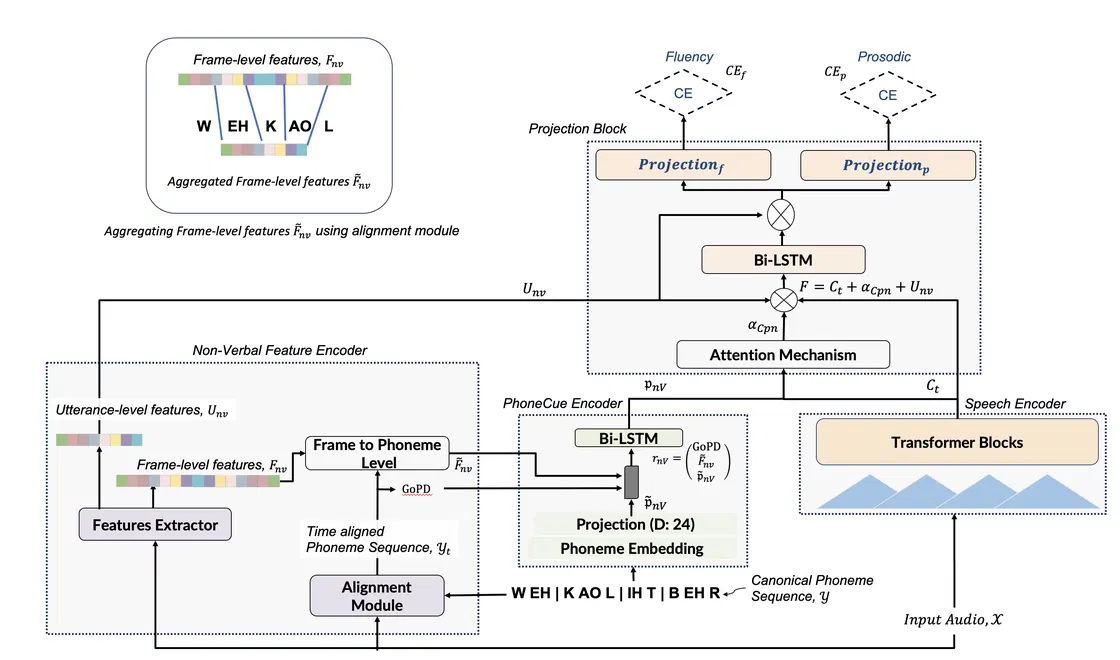 Frame-level features, F_nv
W EH K AO L
Aggregated Frame-level features F̃_nv
Aggregating Frame-level features F̃_nv using alignment module
Fluency
CE_f
CE
Prosodic
CE_p
CE
Projection Block
Projection_f
Projection_p
Bi-LSTM
U_nv
F = C_t + α_Cpn + U_nv
α_Cpn
Attention Mechanism
Non-Verbal Feature Encoder
𝔭_nV
C_t
Utterance-level features, U_nv
Frame-level features, F_nv
Features Extractor
Frame to Phoneme
Level
F̃_nv
GoPD
Time aligned
Phoneme Sequence, 𝒴_t
Alignment
Module
PhoneCue Encoder
Bi-LSTM
r_nV = (GoPD
F̃_nv
𝔭̃_nV)
𝔭̃_nV
Projection (D: 24)
Phoneme Embedding
W EH | K AO L | IH T | B EH R
Canonical Phoneme
Sequence, 𝒴
Speech Encoder
Transformer Blocks
Input Audio, 𝒳